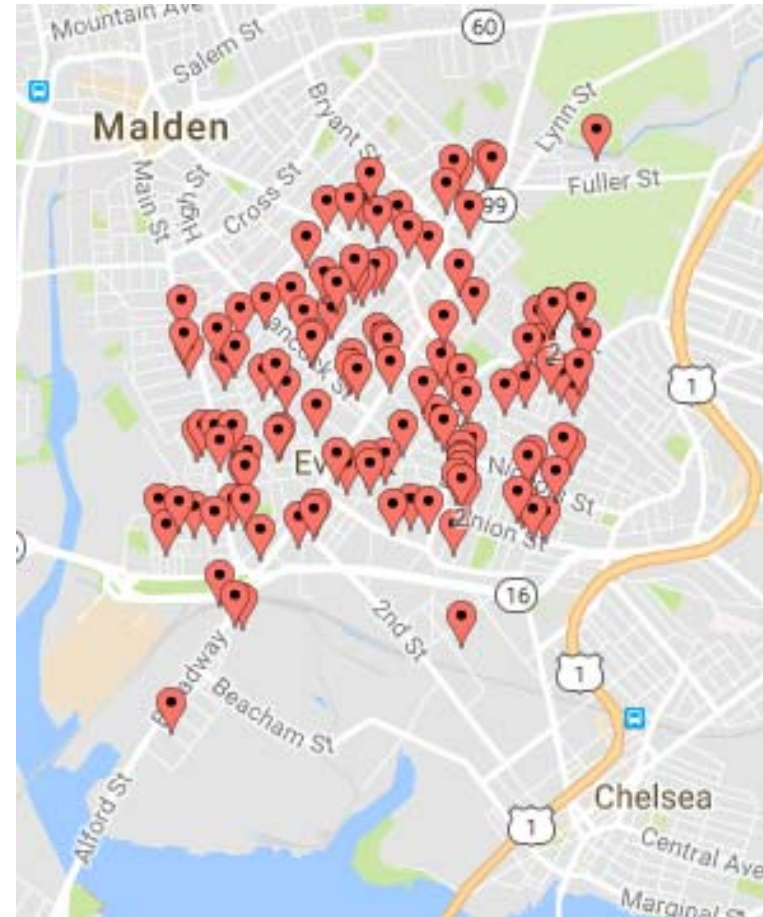 Mountain Ave
60
Salem St
Bryant St
Lynn St
Malden
Fuller St
Main St
High St
Cross St
99
1
16
2nd St
Broadway
1
Beacham St
Alford St
Chelsea
1
Central Ave
Marginal St